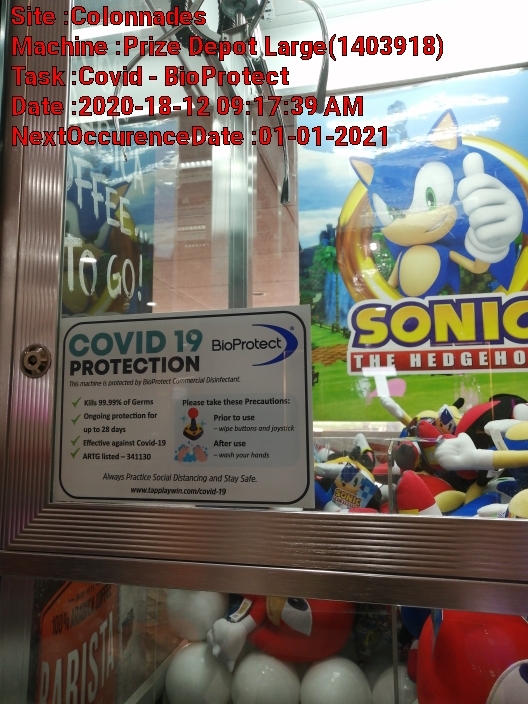 Site :Colonnades
Machine :Prize Depot Large(1403918)
Task :Covid - BioProtect
Date :2020-18-12 09:17:39 AM
NextOccurenceDate :01-01-2021
TO GO!
SONIC
THE HEDGEHO
COVID 19
PROTECTION
BioProtect
This machine is protected by BioProtect Commercial Disinfectant.
Kills 99.99% of Germs
Ongoing protection for
up to 28 days
Effective against Covid-19
ARTG listed – 341130
Please take these Precautions:
Prior to use
– wipe buttons and joystick
After use
– wash your hands
Always Practice Social Distancing and Stay Safe.
www.tapplaywin.com/covid-19
SONIC
BARISTA